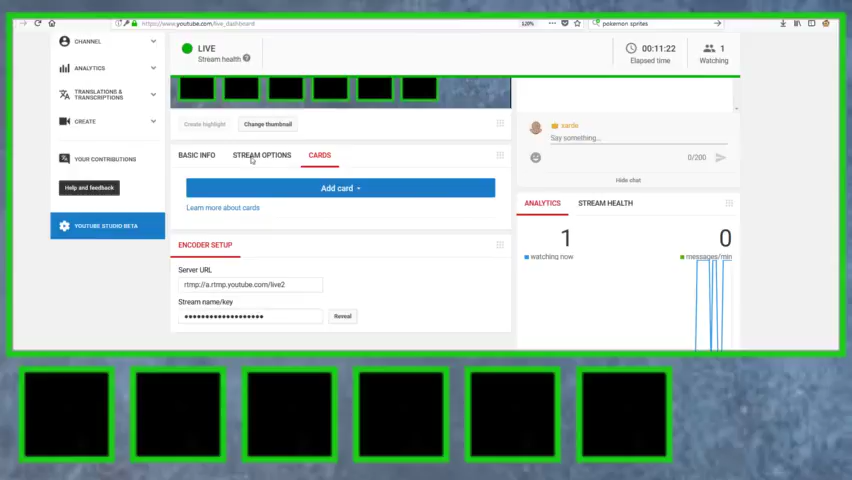 https://www.youtube.com/live_dashboard
120%
pokemon sprites
CHANNEL
ANALYTICS
TRANSLATIONS &
TRANSCRIPTIONS
CREATE
YOUR CONTRIBUTIONS
Help and feedback
YOUTUBE STUDIO BETA
LIVE
Stream health ?
00:11:22
Elapsed time
1
Watching
Create highlight
Change thumbnail
BASIC INFO
STREAM OPTIONS
CARDS
Add card
Learn more about cards
ENCODER SETUP
Server URL
rtmp://a.rtmp.youtube.com/live2
Stream name/key
•••••••••••••••••••
Reveal
sarde
Say something...
0/200
Hide chat
ANALYTICS
STREAM HEALTH
1
watching now
0
messages/min